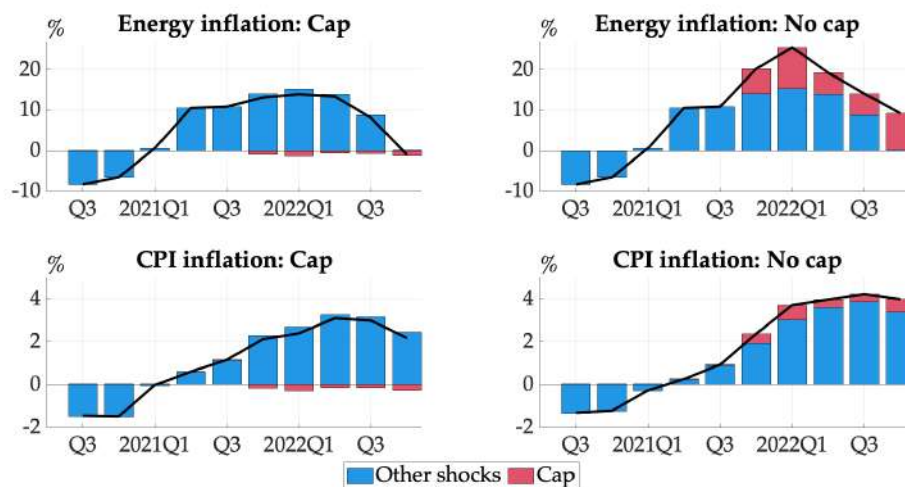 Energy inflation: Cap
%
20
10
0
-10
Q3 2021Q1 Q3 2022Q1 Q3
Energy inflation: No cap
%
20
10
0
-10
Q3 2021Q1 Q3 2022Q1 Q3
CPI inflation: Cap
%
4
2
0
-2
Q3 2021Q1 Q3 2022Q1 Q3
CPI inflation: No cap
%
4
2
0
-2
Q3 2021Q1 Q3 2022Q1 Q3
Other shocks Cap